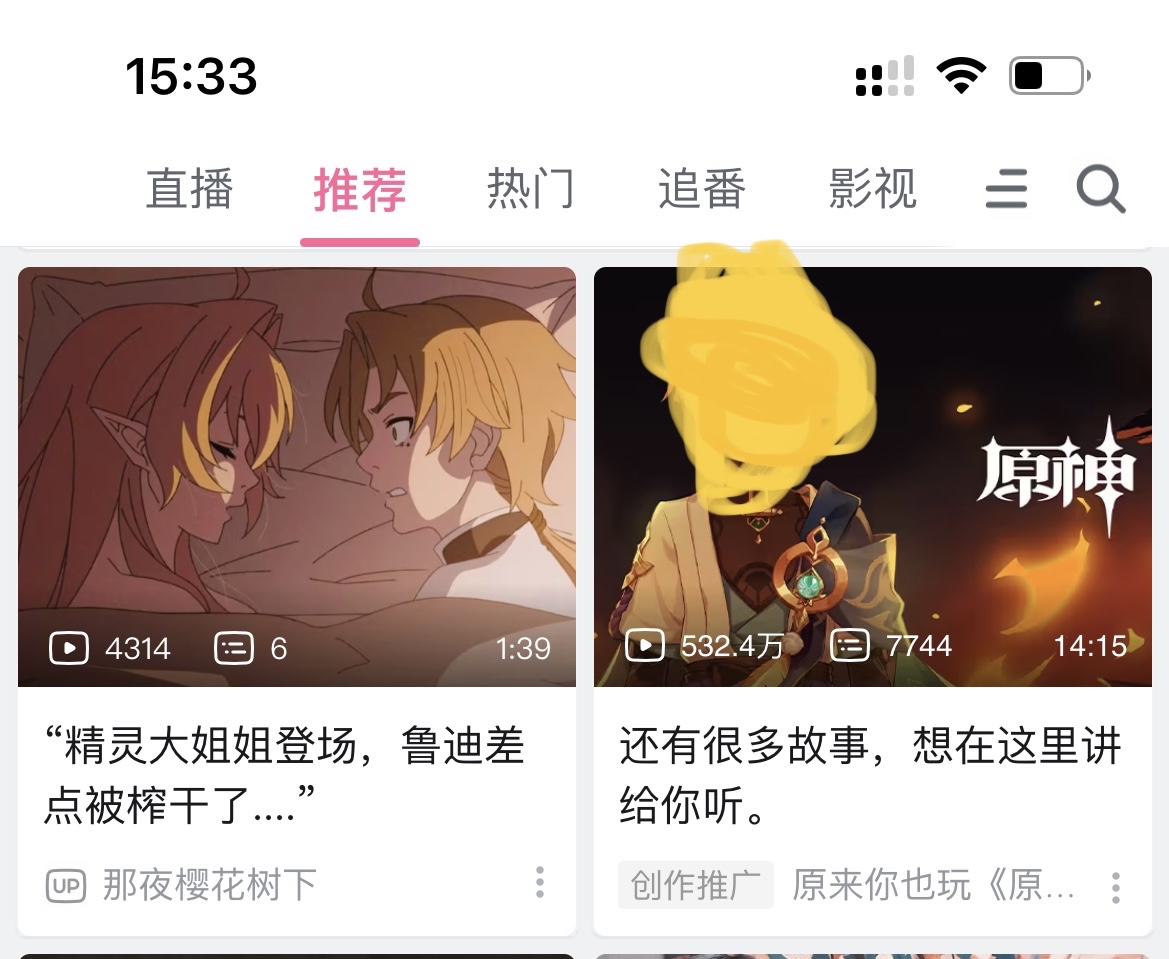 15:33
直播 推荐 热门 追番 影视
原神
4314 6 1:39
532.4万 7744 14:15
“精灵大姐姐登场，鲁迪差
点被榨干了....”
UP 那夜樱花树下
还有很多故事，想在这里讲
给你听。
创作推广 原来你也玩《原...